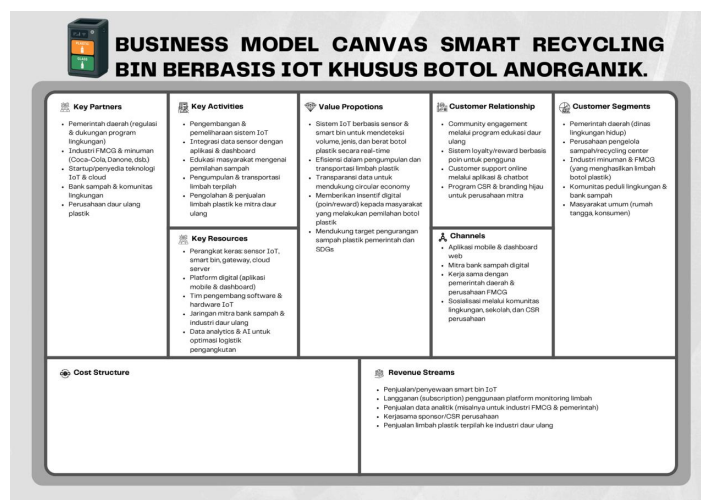 BUSINESS MODEL CANVAS SMART RECYCLING
BIN BERBASIS IOT KHUSUS BOTOL ANORGANIK.
Key Partners
• Pemerintah daerah (regulasi
& dukungan program
lingkungan)
• Industri FMCG & minuman
(Coca-Cola, Danone, dsb.)
• Startup/penyedia teknologi
IoT & cloud
• Bank sampah & komunitas
lingkungan
• Perusahaan daur ulang
plastik
Key Activities
• Pengembangan &
pemeliharaan sistem IoT
• Integrasi data sensor dengan
aplikasi & dashboard
• Edukasi masyarakat mengenai
pemilahan sampah
• Pengumpulan & transportasi
limbah terpilah
• Pengolahan & penjualan
limbah plastik ke mitra daur
ulang
Key Resources
• Perangkat keras: sensor IoT,
smart bin, gateway, cloud
server
• Platform digital (aplikasi
mobile & dashboard)
• Tim pengembang software &
hardware IoT
• Jaringan mitra bank sampah &
industri daur ulang
• Data analytics & AI untuk
optimasi logistik
pengangkutan
Value Propotions
• Sistem IoT berbasis sensor &
smart bin untuk mendeteksi
volume, jenis, dan berat botol
plastik secara real-time
• Efisiensi dalam pengumpulan dan
transportasi limbah plastik
• Transparansi data untuk
mendukung circular economy
• Memberikan insentif digital
(poin/reward) kepada masyarakat
yang melakukan pemilahan botol
plastik
• Mendukung target pengurangan
sampah plastik pemerintah dan
SDGs
Customer Relationship
• Community engagement
melalui program edukasi daur
ulang
• Sistem loyalty/reward berbasis
poin untuk pengguna
• Customer support online
melalui aplikasi & chatbot
• Program CSR & branding hijau
untuk perusahaan mitra
Channels
• Aplikasi mobile & dashboard
web
• Mitra bank sampah digital
• Kerja sama dengan
pemerintah daerah &
perusahaan FMCG
• Sosialisasi melalui komunitas
lingkungan, sekolah, dan CSR
perusahaan
Customer Segments
• Pemerintah daerah (dinas
lingkungan hidup)
• Perusahaan pengelola
sampah/recycling center
• Industri minuman & FMCG
(yang menghasilkan limbah
botol plastik)
• Komunitas peduli lingkungan &
bank sampah
• Masyarakat umum (rumah
tangga, konsumen)
Cost Structure
Revenue Streams
• Penjualan/penyewaan smart bin IoT
• Langganan (subscription) penggunaan platform monitoring limbah
• Penjualan data analitik (misalnya untuk industri FMCG & pemerintah)
• Kerjasama sponsor/CSR perusahaan
• Penjualan limbah plastik terpilah ke industri daur ulang